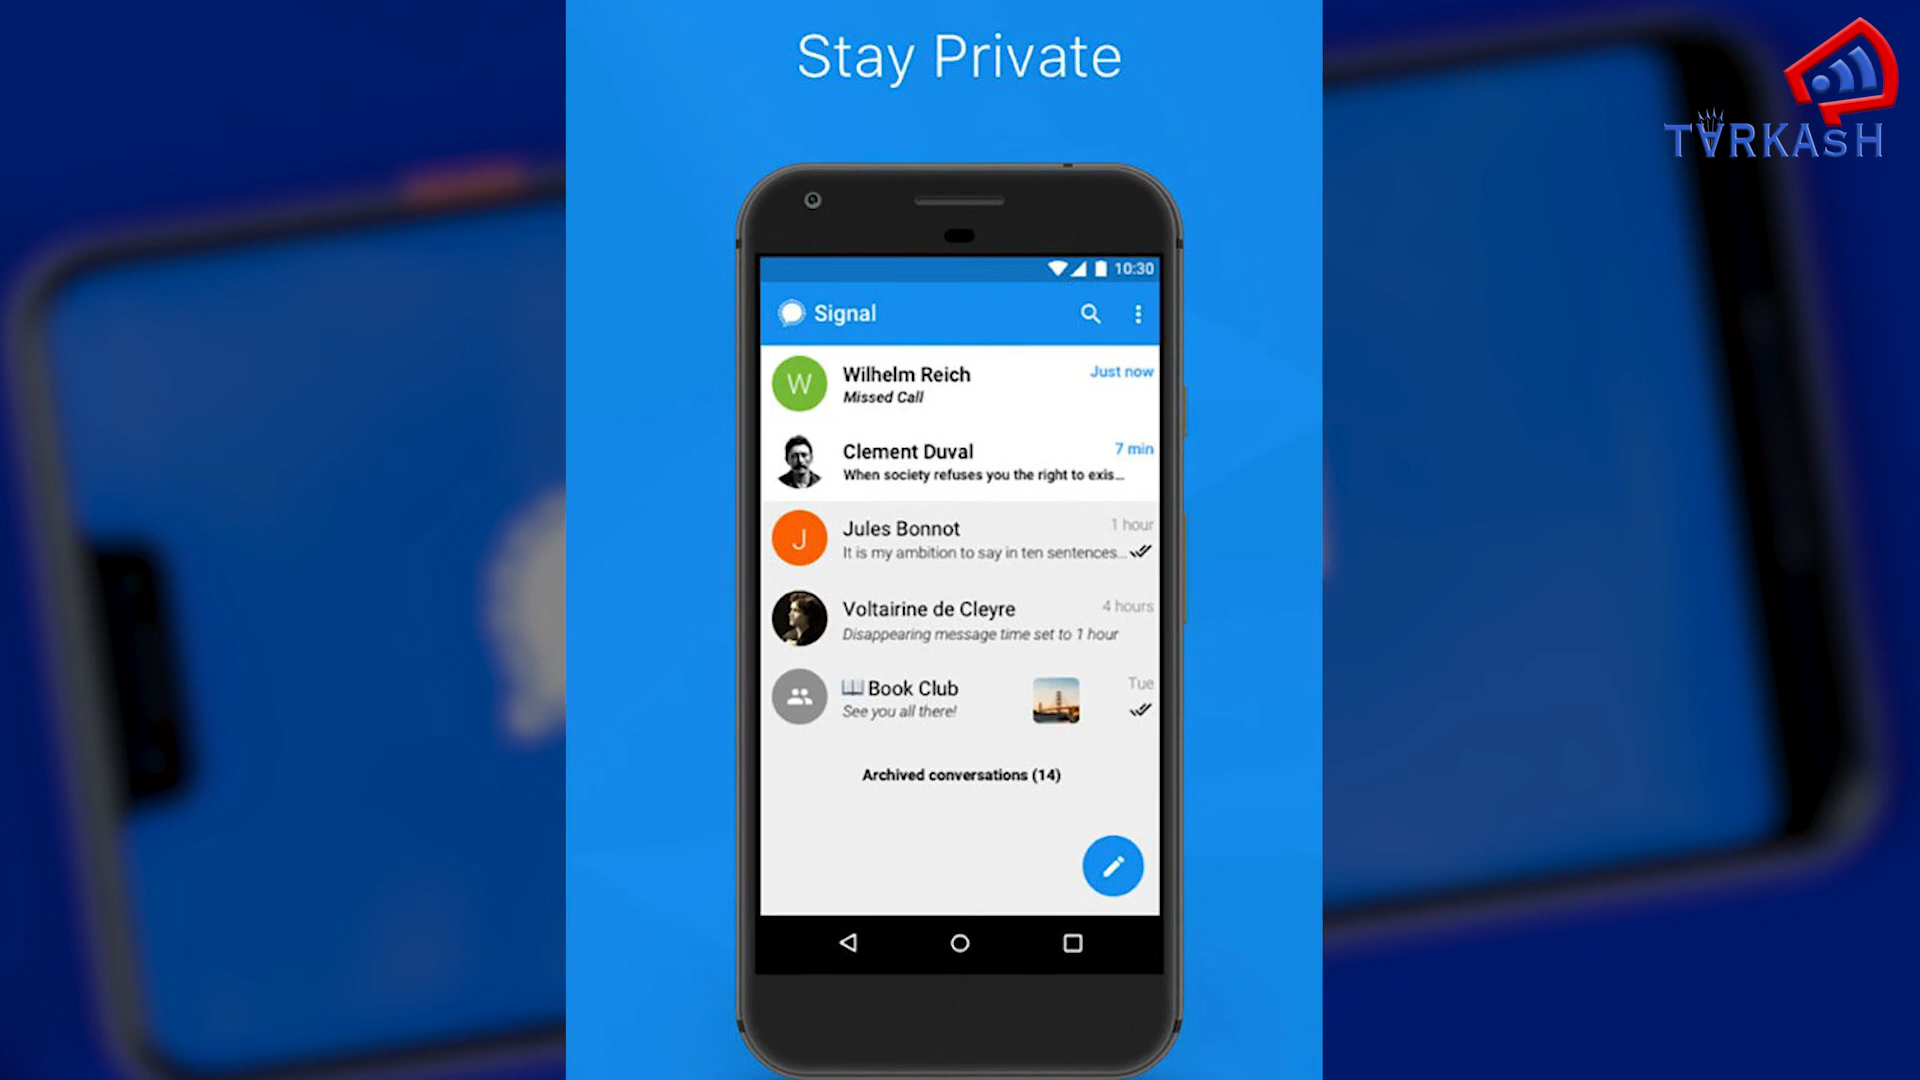 Stay Private
TARKASH
10:30
Signal
W
Wilhelm Reich
Just now
Missed Call
Clement Duval
7 min
When society refuses you the right to exis...
J
Jules Bonnot
1 hour
It is my ambition to say in ten sentences...
Voltairine de Cleyre
4 hours
Disappearing message time set to 1 hour
Book Club
Tue
See you all there!
Archived conversations (14)